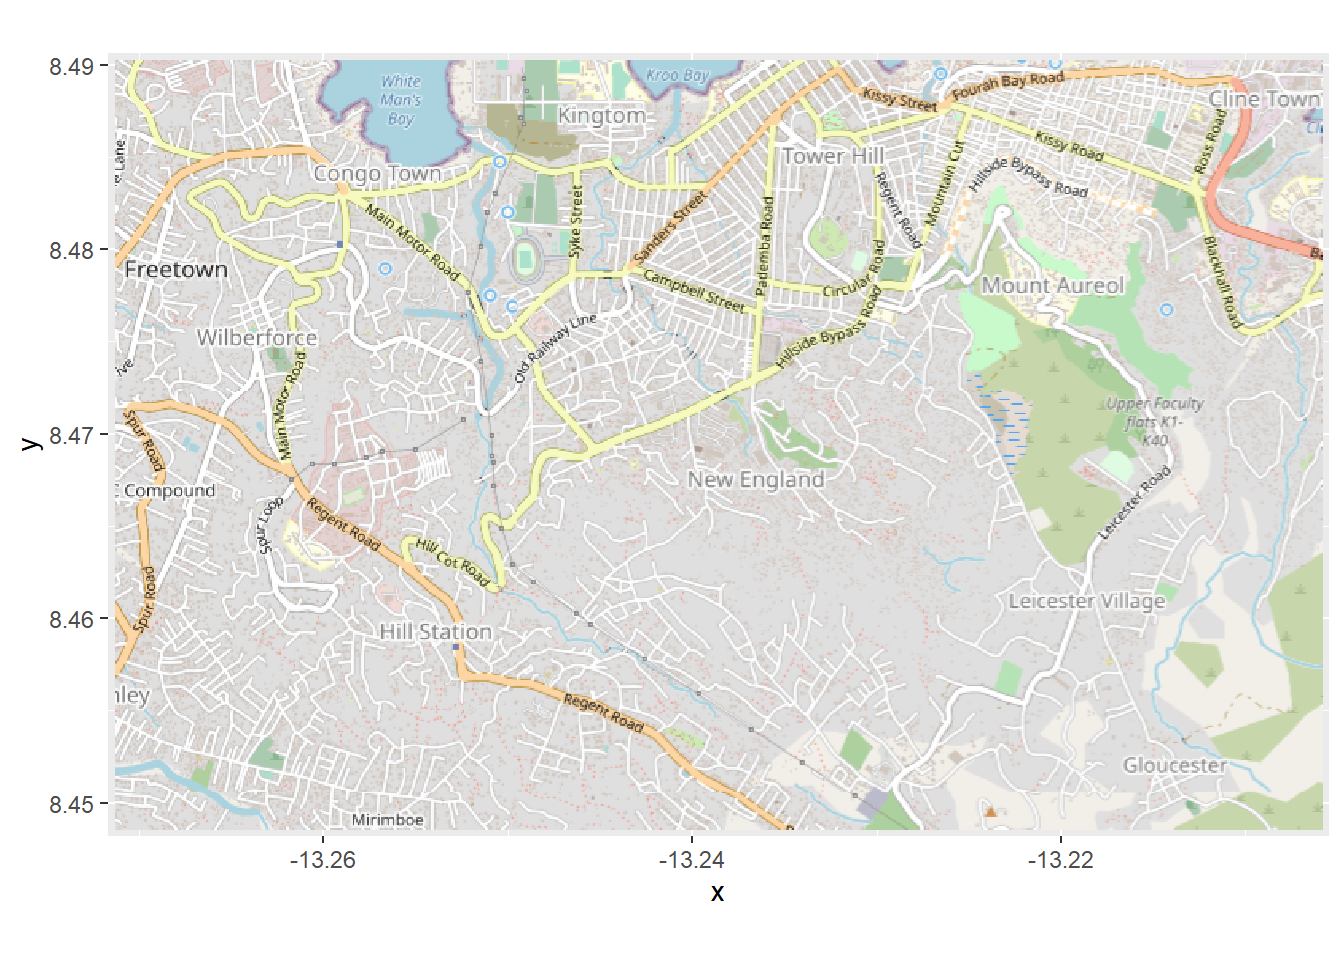 8.49
8.48
8.47
8.46
8.45
y
-13.26
-13.24
-13.22
x
White
Man's
Bay
Kroo Bay
Kingtom
Kissy Street
Fourah Bay Road
Cline Town
Congo Town
Tower Hill
Kissy Road
Ross Road
Hillside Bypass Road
Mountain Cut
Regent Road
Main Motor Road
Syke Street
Sanders Street
Pademba Road
Freetown
Campbell Street
Circular Road
Mount Aureol
Blackhall Road
Wilberforce
Old Railway Line
Hillside Bypass Road
Main Motor Road
Upper Faculty
flats K1-
K40
Spur Road
New England
Compound
Spur Loop
Regent Road
Leicester Road
Hill Cot Road
Spur Road
Leicester Village
Hill Station
Regent Road
Gloucester
Mirimboe